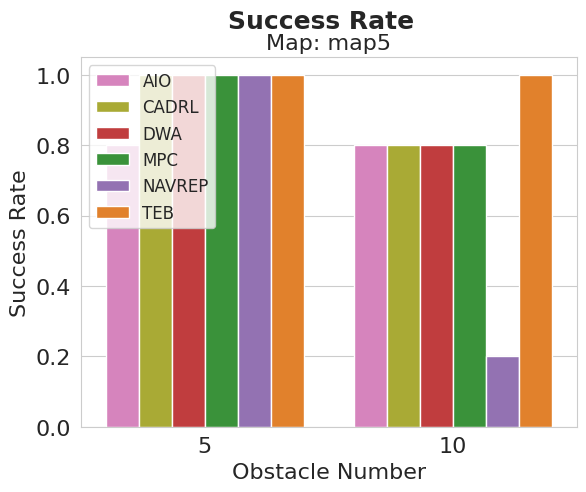 Success Rate
Map: map5
1.0
0.8
0.6
0.4
0.2
0.0
Success Rate
AIO
CADRL
DWA
MPC
NAVREP
TEB
5
10
Obstacle Number